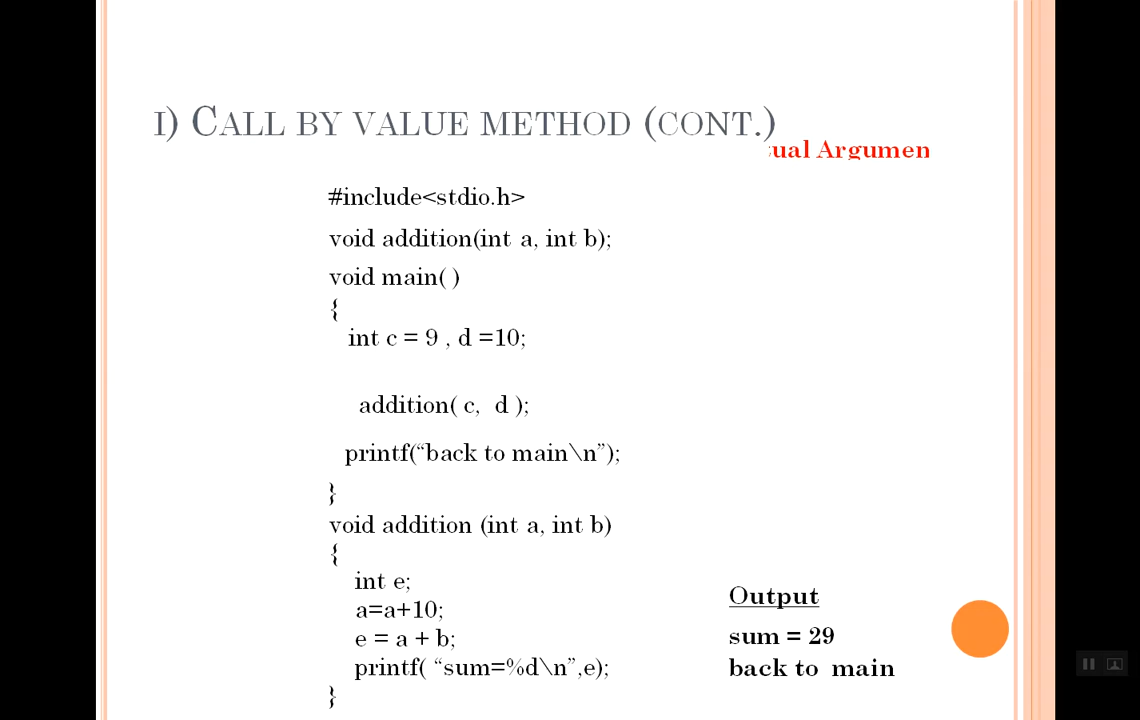 I) CALL BY VALUE METHOD (CONT.)
ual Argumen
#include<stdio.h>
void addition(int a, int b);
void main( )
{
int c = 9 , d =10;
addition( c, d );
printf(“back to main\n”);
}
void addition (int a, int b)
{
int e;
a=a+10;
e = a + b;
printf( “sum=%d\n”,e);
}
Output
sum = 29
back to main